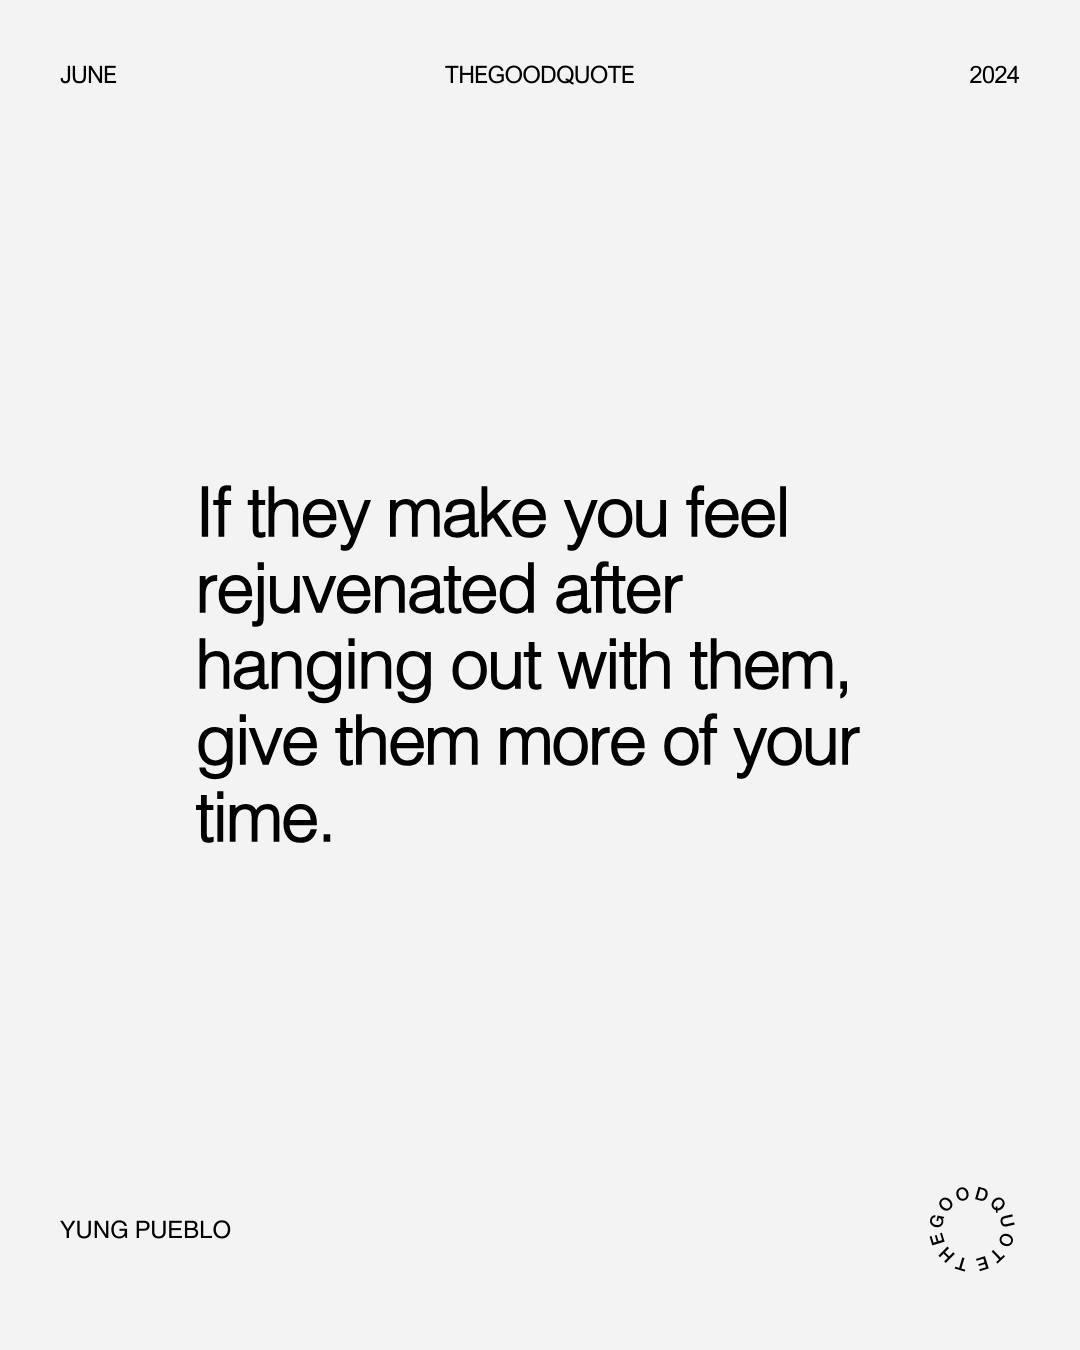 JUNE THEGOODQUOTE 2024
If they make you feel
rejuvenated after
hanging out with them,
give them more of your
time.
YUNG PUEBLO
THEGOODQUOTE